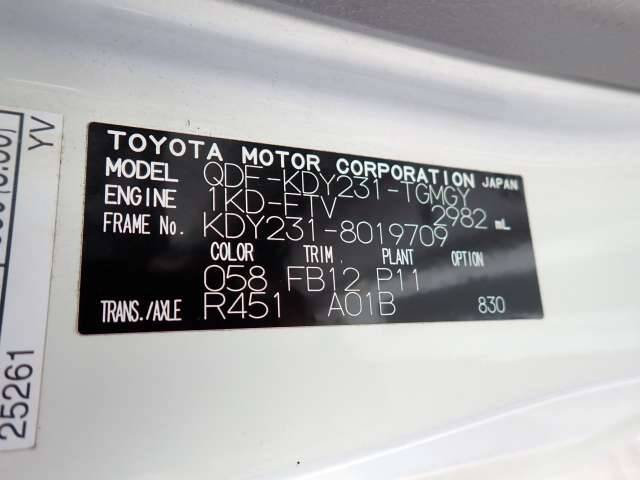 TOYOTA MOTOR CORPORATION JAPAN
MODEL QDF-KDY231-TGMGY
ENGINE 1KD-FTV 2982 mL
FRAME No. KDY231-8019709
COLOR TRIM PLANT OPTION
058 FB12 P11
TRANS./AXLE R451 A01B 830
YV
25261